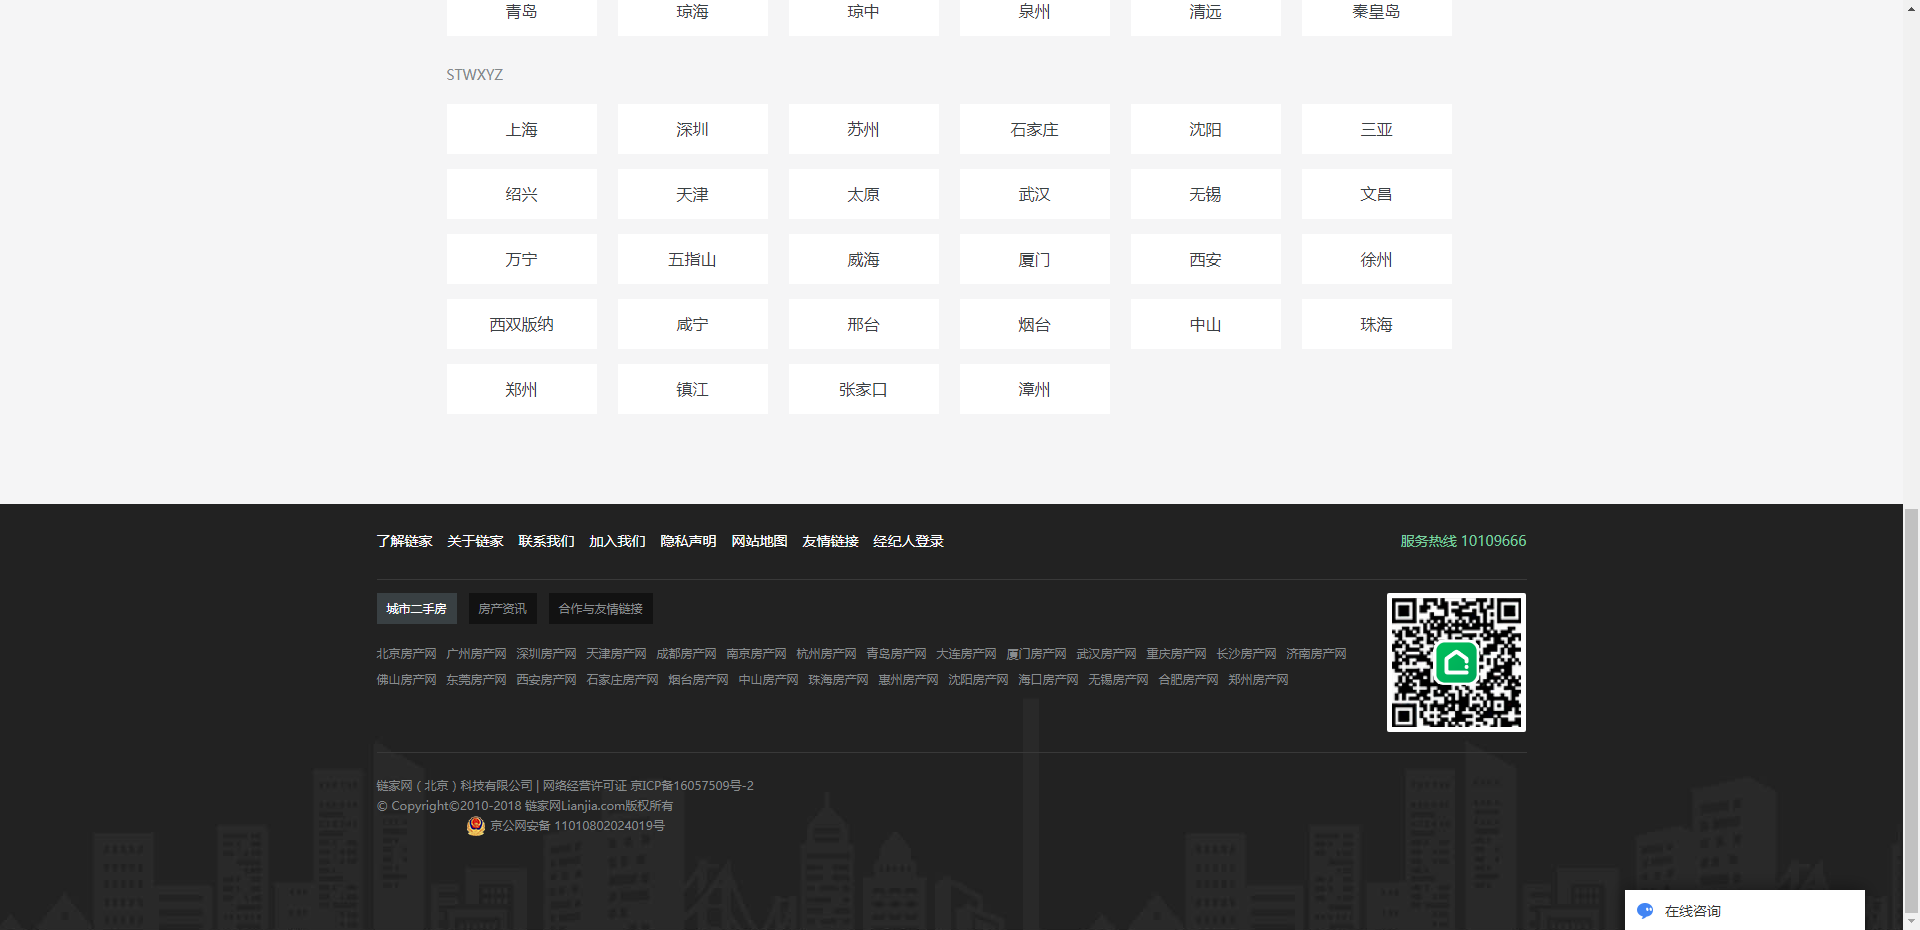 青岛 琼海 琼中 泉州 清远 秦皇岛
STWXYZ
上海 深圳 苏州 石家庄 沈阳 三亚
绍兴 天津 太原 武汉 无锡 文昌
万宁 五指山 威海 厦门 西安 徐州
西双版纳 咸宁 邢台 烟台 中山 珠海
郑州 镇江 张家口 漳州
了解链家 关于链家 联系我们 加入我们 隐私声明 网站地图 友情链接 经纪人登录 服务热线 10109666
城市二手房 房产资讯 合作与友情链接
北京房产网 广州房产网 深圳房产网 天津房产网 成都房产网 南京房产网 杭州房产网 青岛房产网 大连房产网 厦门房产网 武汉房产网 重庆房产网 长沙房产网 济南房产网
佛山房产网 东莞房产网 西安房产网 石家庄房产网 烟台房产网 中山房产网 珠海房产网 惠州房产网 沈阳房产网 海口房产网 无锡房产网 合肥房产网 郑州房产网
链家网（北京）科技有限公司 | 网络经营许可证 京ICP备16057509号-2
© Copyright©2010-2018 链家网Lianjia.com版权所有
京公网安备 11010802024019号
在线咨询